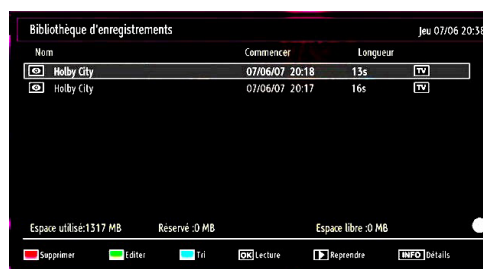 Bibliothèque d'enregistrements Jeu 07/06 20:38
Nom Commencer Longueur
Holby City 07/06/07 20:18 13s TV
Holby City 07/06/07 20:17 16s TV
Espace utilisé:1317 MB Réservé :0 MB Espace libre :0 MB
Supprimer Editer Tri OK Lecture Reprendre INFO Détails